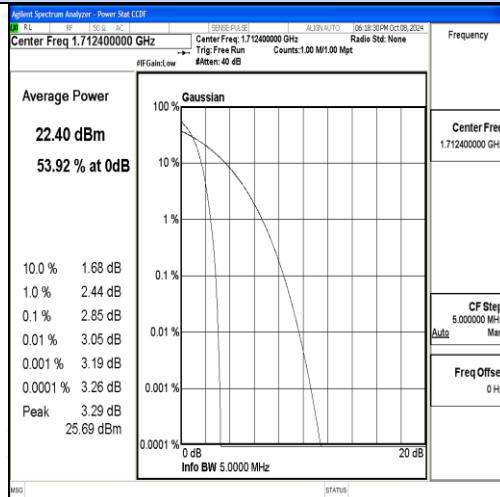 Agilent Spectrum Analyzer - Power Stat CCDF
RL RF 50 Ω AC SENSE:PULSE ALIGNAUTO 06:18:30PM Oct 08, 2024
Center Freq 1.712400000 GHz
Center Freq: 1.712400000 GHz Radio Std: None
Trig: Free Run Counts:1.00 M/1.00 Mpt
#IFGain:Low #Atten: 40 dB
Frequency
Average Power
22.40 dBm
53.92 % at 0dB
10.0 % 1.68 dB
1.0 % 2.44 dB
0.1 % 2.85 dB
0.01 % 3.05 dB
0.001 % 3.19 dB
0.0001 % 3.26 dB
Peak 3.29 dB
25.69 dBm
Gaussian
100 %
10 %
1 %
0.1 %
0.01 %
0.001 %
0.0001 %
0 dB 20 dB
Info BW 5.0000 MHz
Center Freq
1.712400000 GHz
CF Step
5.000000 MHz
Auto Man
Freq Offse
0 H
MSG STATUS